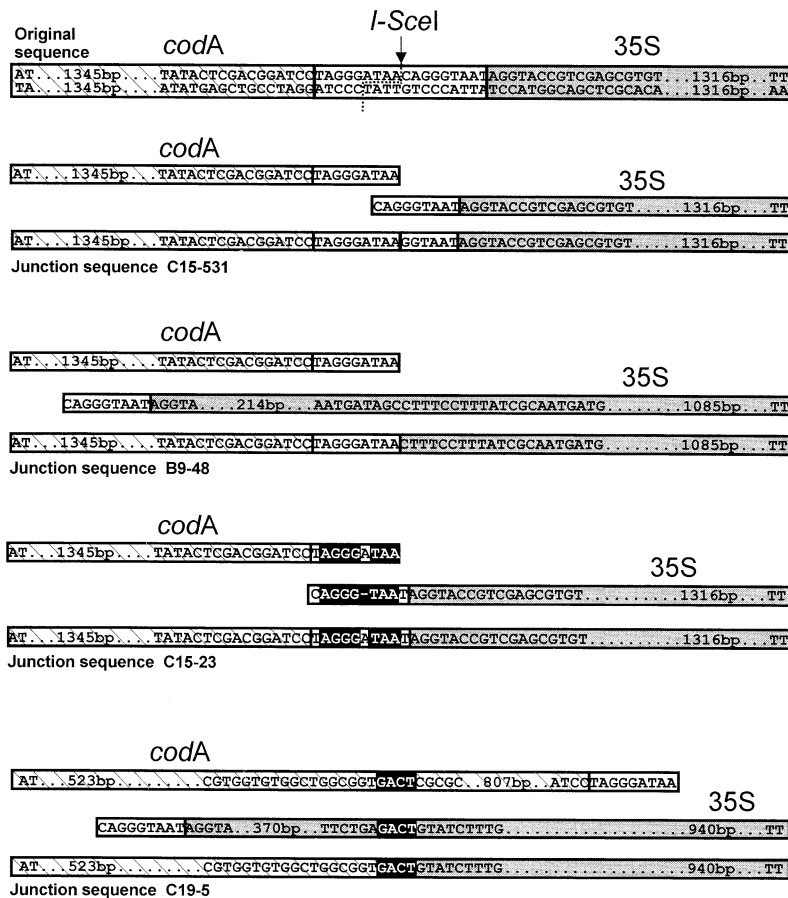 I-SceI
Original sequence codA 35S
AT...1345bp....TATACTCGACGGATCCTAGGGATAACAGGGTAATAGGTACCGTCGAGCGTGT...1316bp..TT
TA...1345bp....ATATGAGCTGCCTAGGATCCCTATTGTCCCATTATCCATGGCAGCTCGCACA...1316bp..AA
codA
AT....1345bp...TATACTCGACGGATCCTAGGGATAA
35S
CAGGGTAATAGGTACCGTCGAGCGTGT......1316bp...TT
AT....1345bp....TATACTCGACGGATCCTAGGGATAAGGTAATAGGTACCGTCGAGCGTGT......1316bp...TT
Junction sequence C15-531
codA
AT...1345bp....TATACTCGACGGATCCTAGGGATAA
35S
CAGGGTAATAGGTA....214bp...AATGATAGCCTTTCCTTTATCGCAATGATG........1085bp..TT
AT...1345bp....TATACTCGACGGATCCTAGGGATAACTTTCCTTTATCGCAATGATG........1085bp..TT
Junction sequence B9-48
codA
AT...1345bp....TATACTCGACGGATCCTAGGGATAA
35S
CAGGG-TAATAGGTACCGTCGAGCGTGT..........1316bp...TT
AT...1345bp....TATACTCGACGGATCCTAGGGATAATAGGTACCGTCGAGCGTGT..........1316bp...TT
Junction sequence C15-23
codA
AT...523bp.........CGTGGTGTGGCTGGCGGTGACTCGCGC..807bp..ATCCTAGGGATAA
35S
CAGGGTAATAGGTA..370bp..TTCTGAGACTGTATCTTTG....................940bp..TT
AT...523bp.........CGTGGTGTGGCTGGCGGTGACTGTATCTTTG....................940bp..TT
Junction sequence C19-5